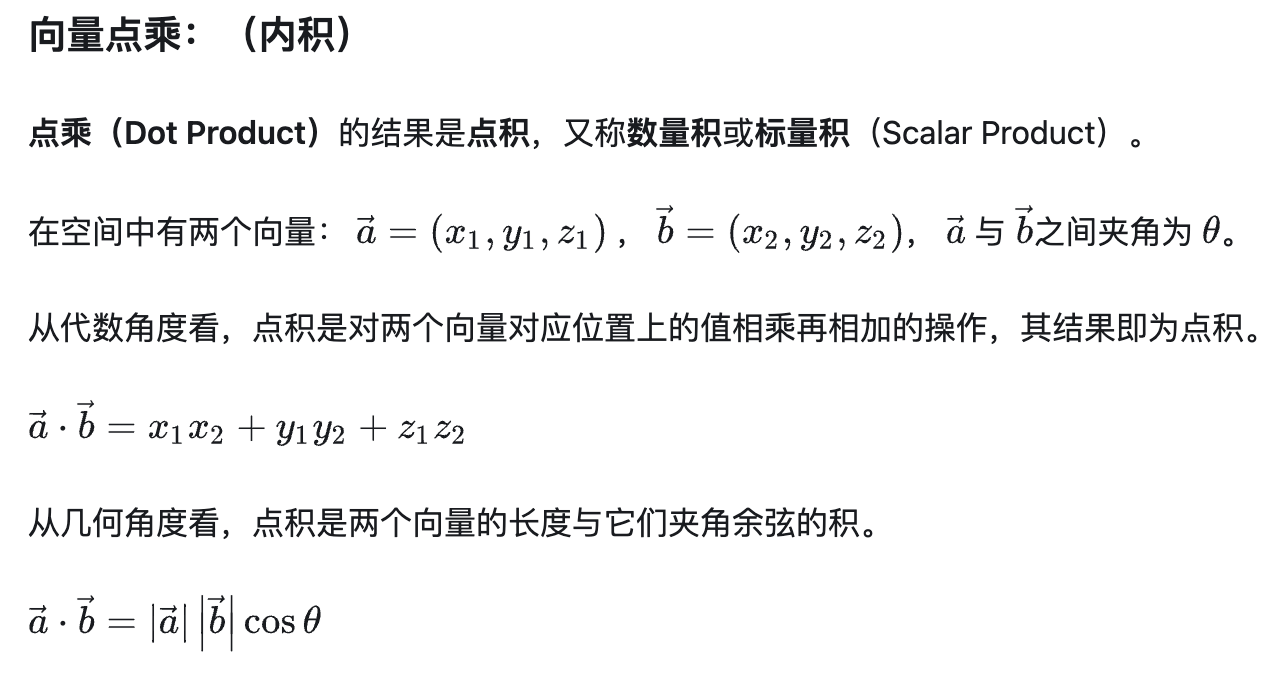 向量点乘：（内积）
点乘（Dot Product）的结果是点积，又称数量积或标量积（Scalar Product）。
在空间中有两个向量：$\vec{a} = (x_1, y_1, z_1)$，$\vec{b} = (x_2, y_2, z_2)$，$\vec{a}$ 与 $\vec{b}$之间夹角为 $\theta$。
从代数角度看，点积是对两个向量对应位置上的值相乘再相加的操作，其结果即为点积。
$\vec{a} \cdot \vec{b} = x_1 x_2 + y_1 y_2 + z_1 z_2$
从几何角度看，点积是两个向量的长度与它们夹角余弦的积。
$\vec{a} \cdot \vec{b} = |\vec{a}| \left|\vec{b}\right| \cos\theta$